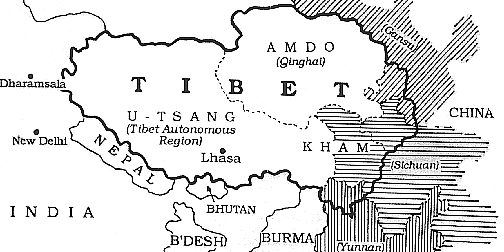 (Gansu)
AMDO
(Qinghai)
TIBET
Dharamsala
U-TSANG
(Tibet Autonomous
Region)
CHINA
New Delhi
NEPAL
KHAM
Lhasa
(Sichuan)
BHUTAN
INDIA
B'DESH
BURMA
(Yunnan)